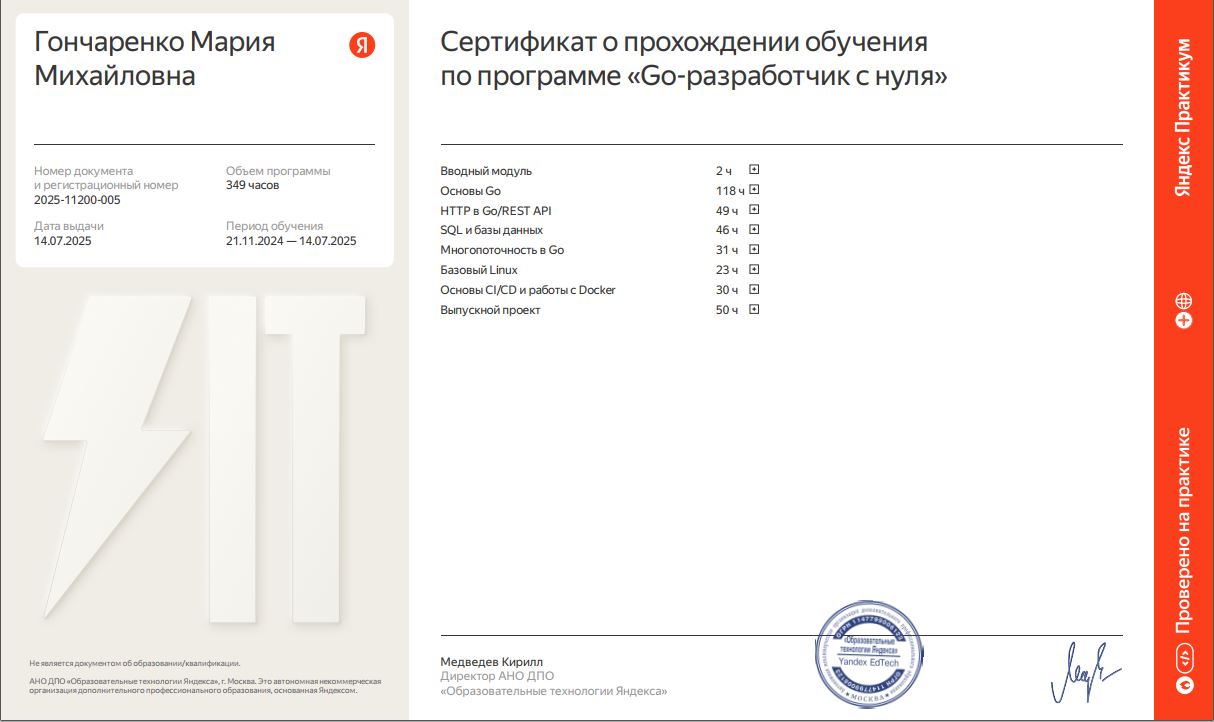 Гончаренко Мария
Михайловна
Я
Номер документа
и регистрационный номер
2025-11200-005
Объем программы
349 часов
Дата выдачи
14.07.2025
Период обучения
21.11.2024 — 14.07.2025
Не является документом об образовании/квалификации.
АНО ДПО «Образовательные технологии Яндекса», г. Москва. Это автономная некоммерческая
организация дополнительного профессионального образования, основанная Яндексом.
Сертификат о прохождении обучения
по программе «Go-разработчик с нуля»
Вводный модуль 2 ч
Основы Go 118 ч
HTTP в Go/REST API 49 ч
SQL и базы данных 46 ч
Многопоточность в Go 31 ч
Базовый Linux 23 ч
Основы CI/CD и работы с Docker 30 ч
Выпускной проект 50 ч
Медведев Кирилл
Директор АНО ДПО
«Образовательные технологии Яндекса»
«Образовательные
технологии Яндекса»
Yandex EdTech
МОСКВА
Яндекс Практикум
Проверено на практике